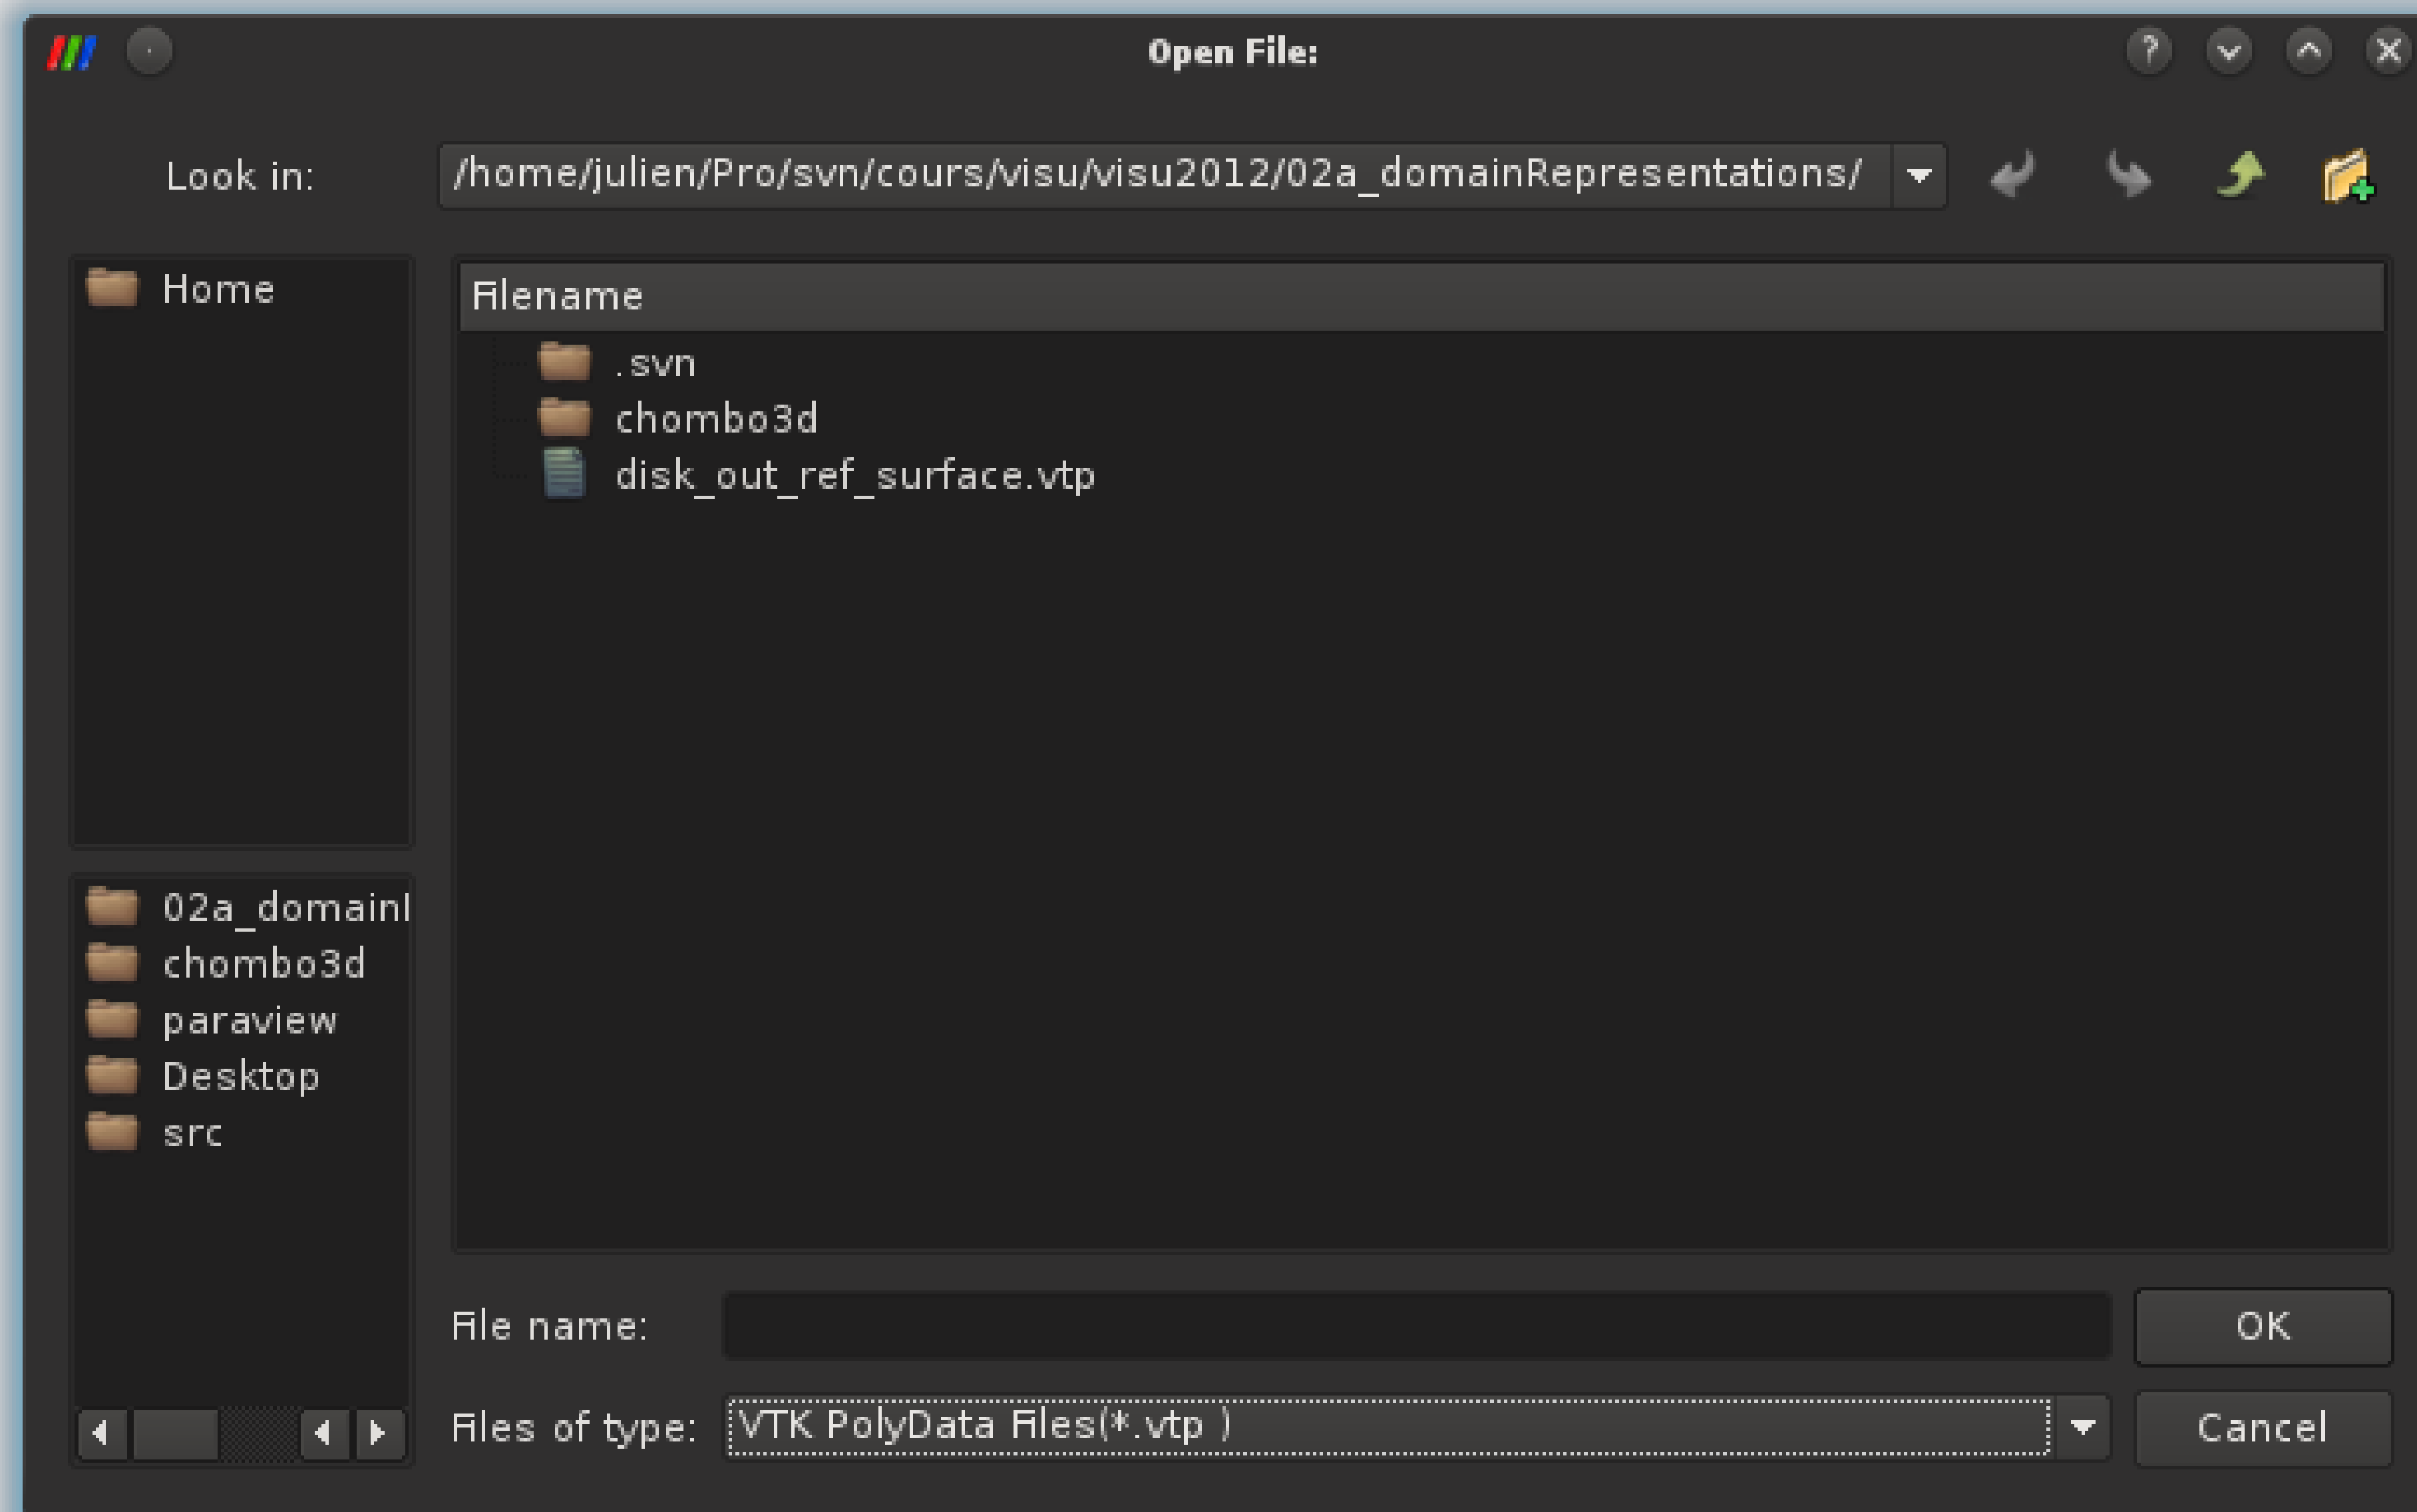 Open File:
Look in: /home/julien/Pro/svn/cours/visu/visu2012/02a_domainRepresentations/
Home
Filename
.svn
chombo3d
disk_out_ref_surface.vtp
02a_domain
chombo3d
paraview
Desktop
src
File name: OK
Files of type: VTK PolyData Files(*.vtp ) Cancel